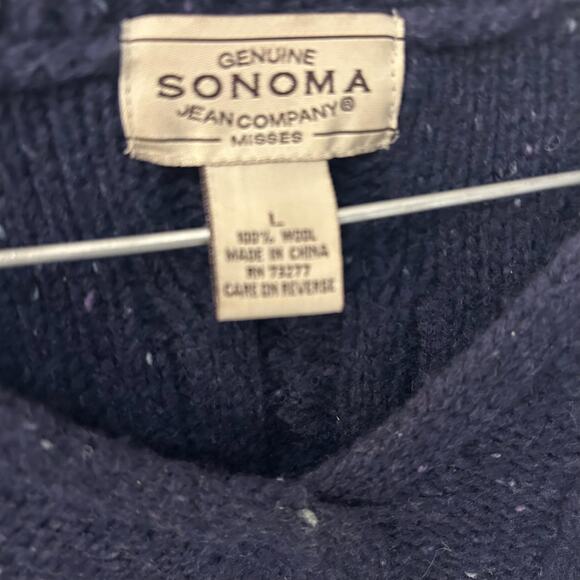 GENUINE
SONOMA
JEAN COMPANY®
MISSES
L
100% WOOL
MADE IN CHINA
RN 73277
CARE ON REVERSE